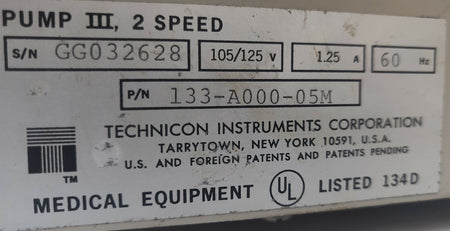 PUMP III, 2 SPEED
S/N GG032628 105/125 V 1.25 A 60 Hz
P/N 133-A000-05M
TECHNICON INSTRUMENTS CORPORATION
TARRYTOWN, NEW YORK 10591, U.S.A.
U.S. AND FOREIGN PATENTS AND PATENTS PENDING
TM
MEDICAL EQUIPMENT UL LISTED 134D